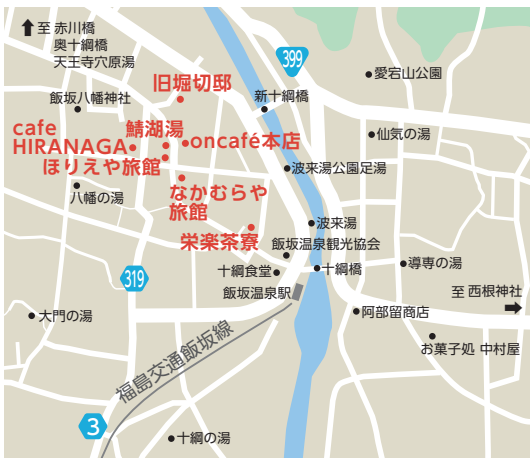 至 赤川橋
奥十綱橋
天王寺穴原湯
399
愛宕山公園
旧堀切邸
飯坂八幡神社
新十綱橋
cafe
HIRANAGA
鯖湖湯
oncafé本店
仙気の湯
ほりえや旅館
波来湯公園足湯
八幡の湯
なかむらや
旅館
波来湯
栄楽茶寮
飯坂温泉観光協会
319
十綱食堂
十綱橋
導専の湯
飯坂温泉駅
至 西根神社
大門の湯
阿部留商店
お菓子処 中村屋
福島交通飯坂線
3
十綱の湯